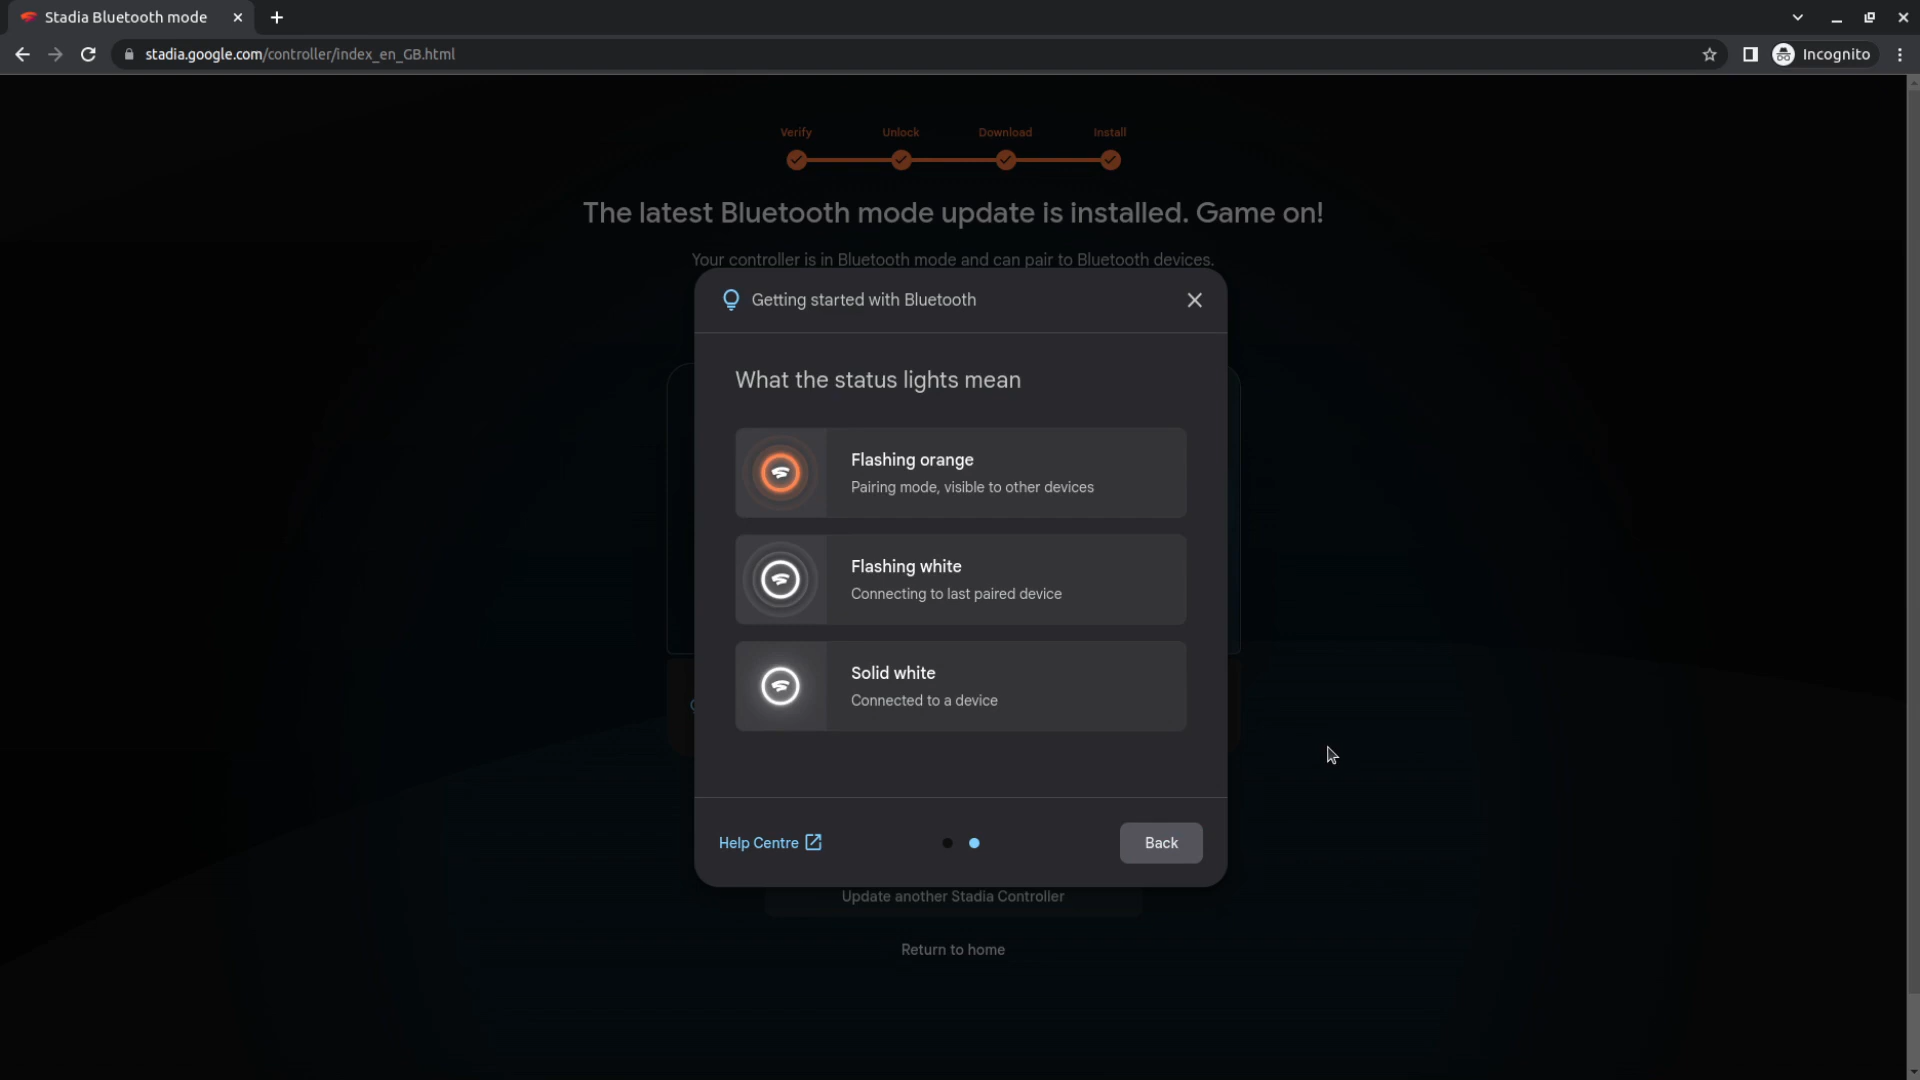 Stadia Bluetooth mode
stadia.google.com/controller/index_en_GB.html
Incognito
Verify
Unlock
Download
Install
The latest Bluetooth mode update is installed. Game on!
Your controller is in Bluetooth mode and can pair to Bluetooth devices.
Getting started with Bluetooth
What the status lights mean
Flashing orange
Pairing mode, visible to other devices
Flashing white
Connecting to last paired device
Solid white
Connected to a device
Help Centre
Back
Update another Stadia Controller
Return to home